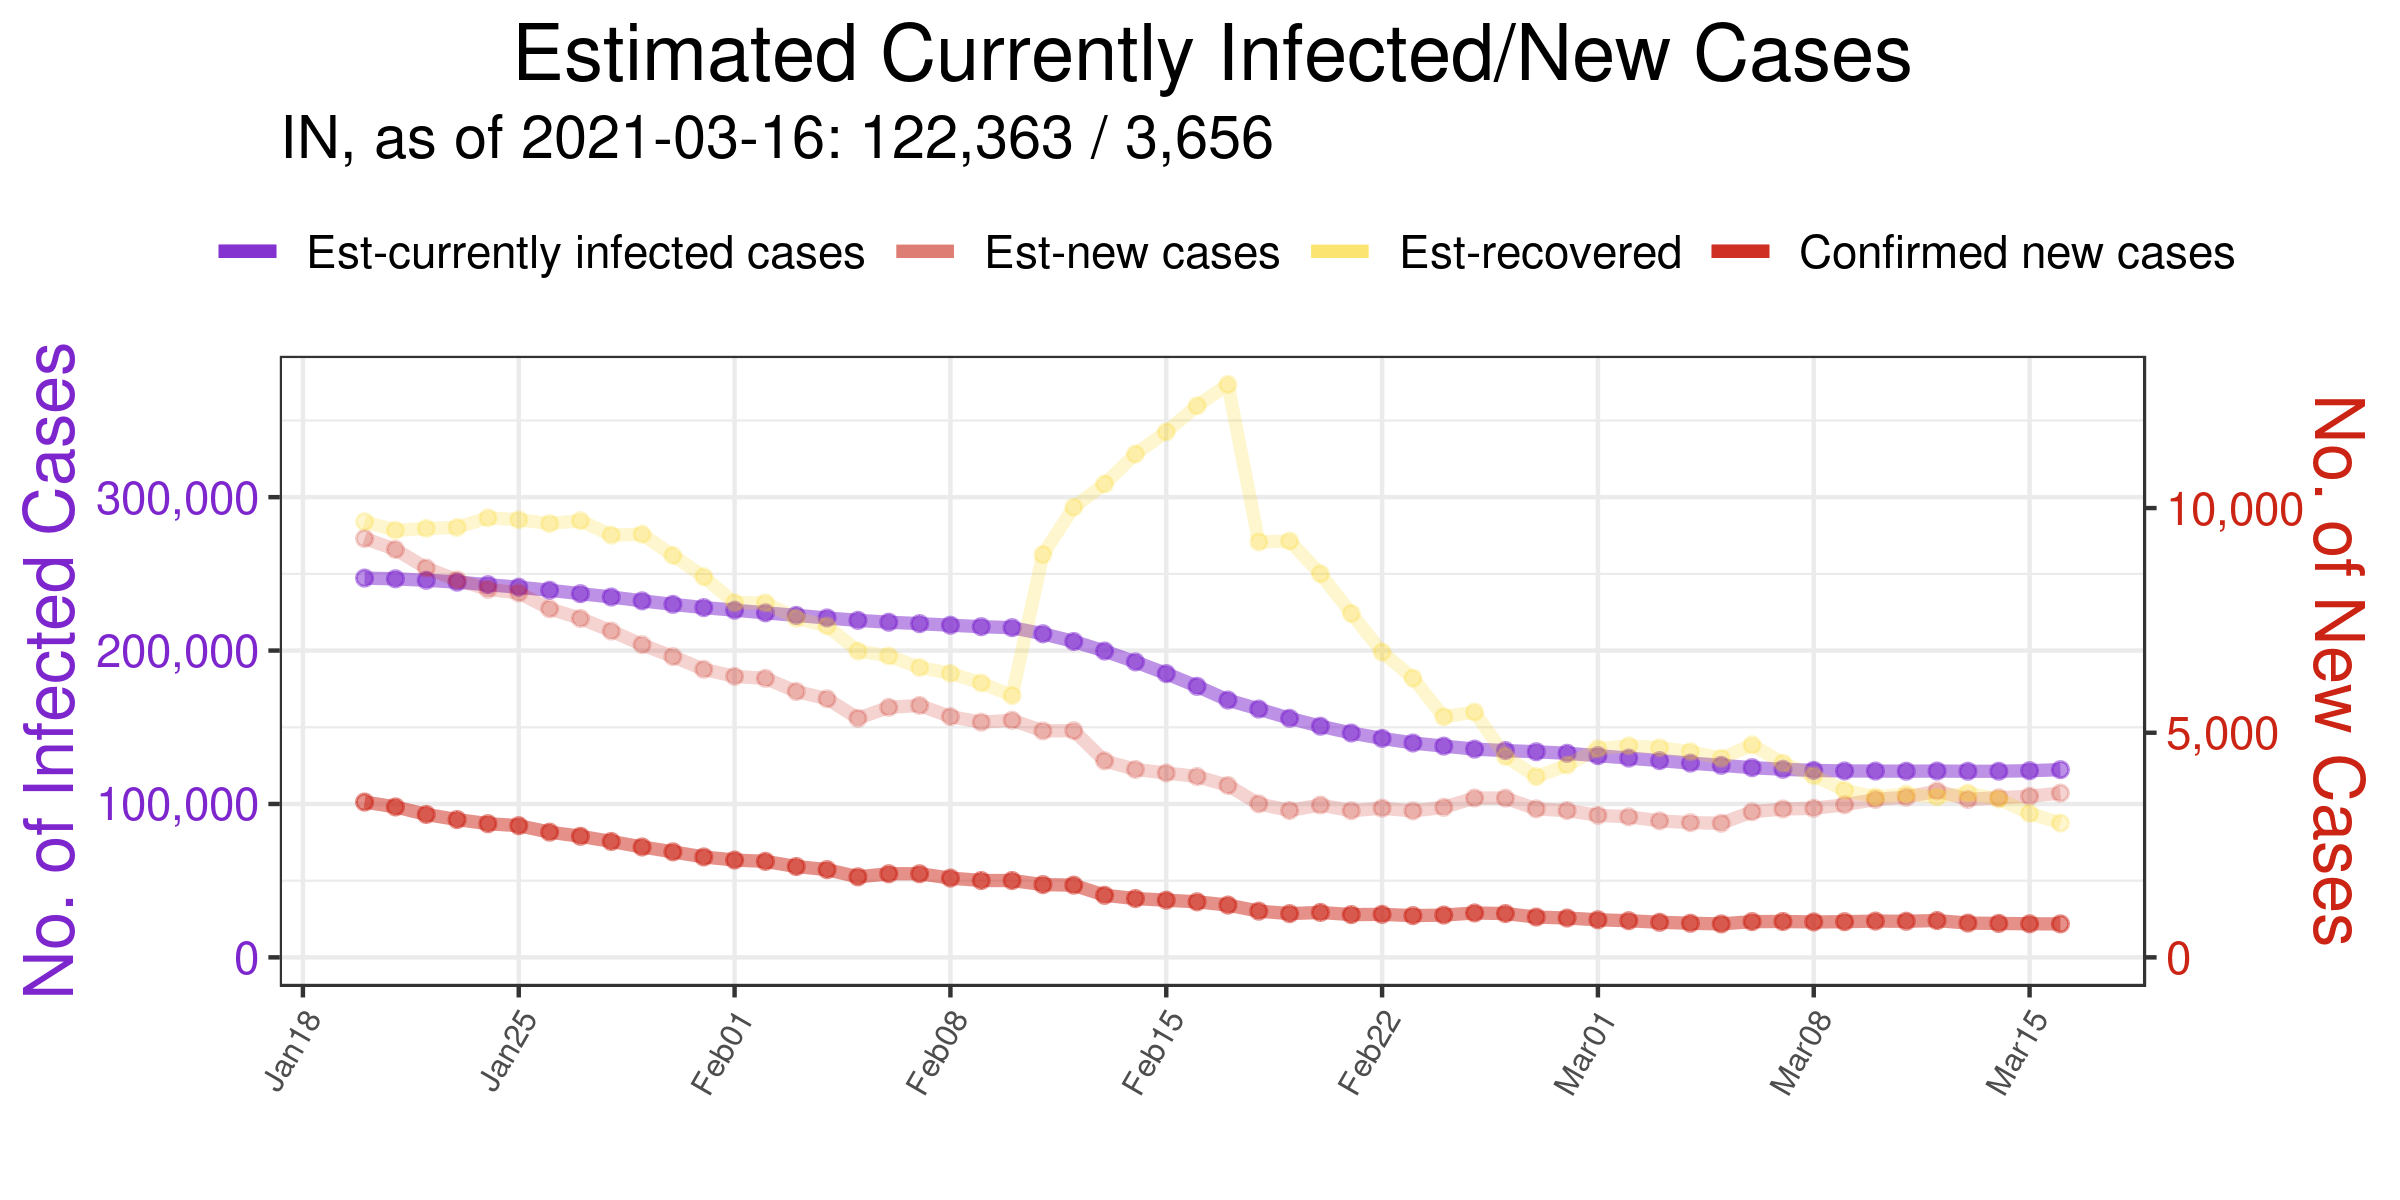 Estimated Currently Infected/New Cases
IN, as of 2021-03-16: 122,363 / 3,656
Est-currently infected cases
Est-new cases
Est-recovered
Confirmed new cases
No. of Infected Cases
300,000
200,000
100,000
0
10,000
5,000
0
No. of New Cases
Jan18
Jan25
Feb01
Feb08
Feb15
Feb22
Mar01
Mar08
Mar15